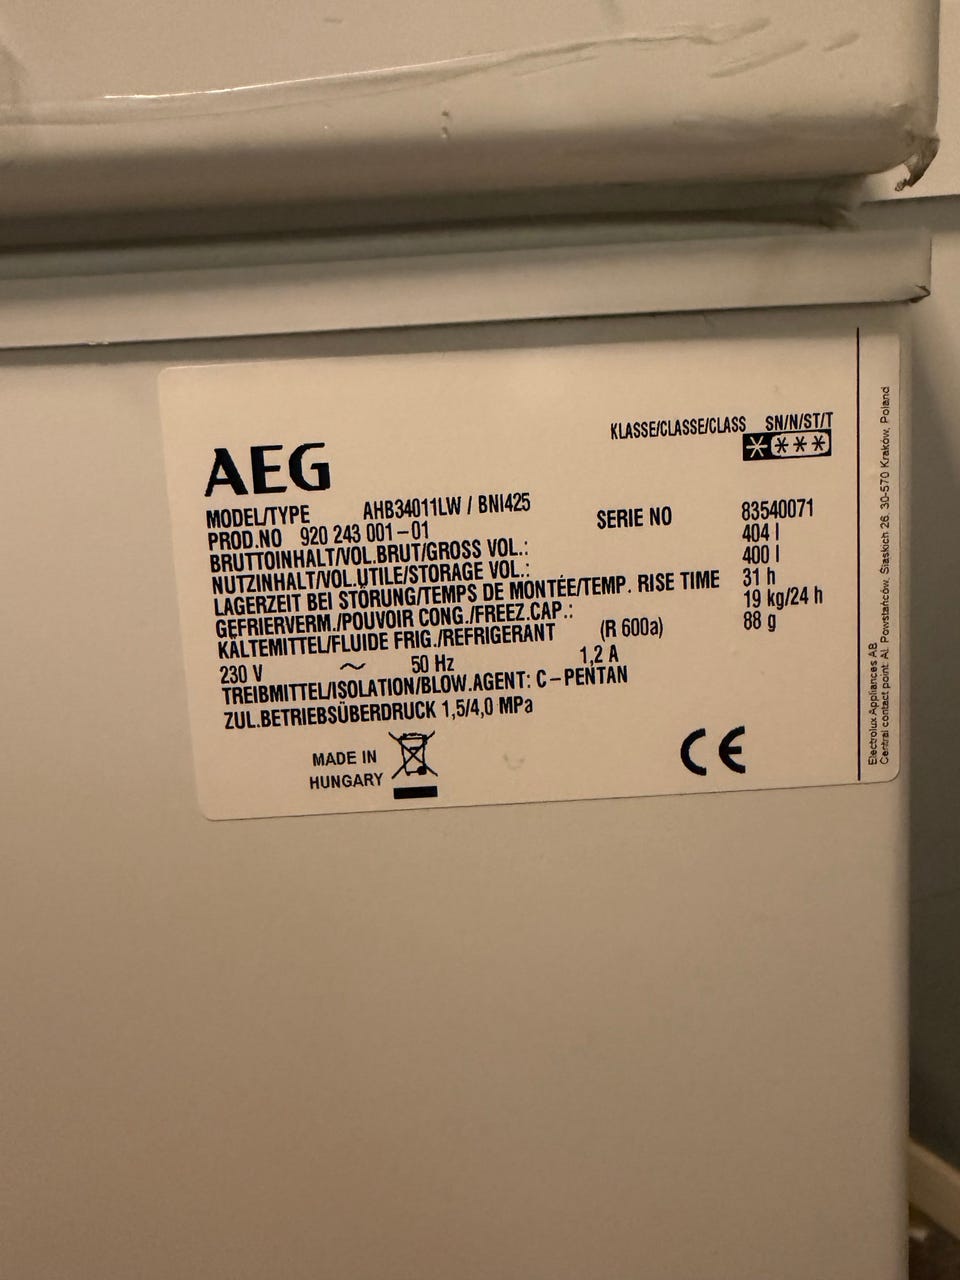 KLASSE/CLASSE/CLASS SN/N/ST/T
AEG
MODEL/TYPE AHB34011LW / BNI425
PROD.NO 920 243 001-01 SERIE NO 83540071
BRUTTOINHALT/VOL.BRUT/GROSS VOL.: 404 l
NUTZINHALT/VOL.UTILE/STORAGE VOL.: 400 l
LAGERZEIT BEI STÖRUNG/TEMPS DE MONTÉE/TEMP. RISE TIME 31 h
GEFRIERVERM./POUVOIR CONG./FREEZ.CAP.: 19 kg/24 h
KÄLTEMITTEL/FLUIDE FRIG./REFRIGERANT (R 600a) 88 g
230 V ~ 50 Hz 1,2 A
TREIBMITTEL/ISOLATION/BLOW.AGENT: C-PENTAN
ZUL.BETRIEBSÜBERDRUCK 1,5/4,0 MPa
MADE IN
HUNGARY
CE
Electrolux Appliances AB
Central contact point: Al. Powstańców. Śląskich 26. 30-570 Kraków, Poland